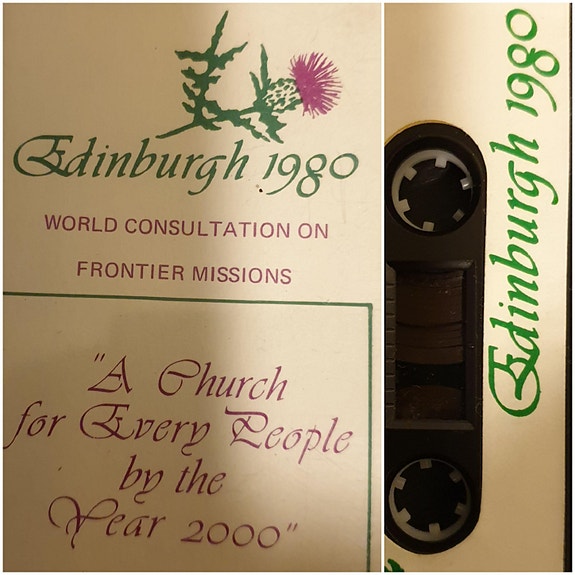 Edinburgh 1980
WORLD CONSULTATION ON
FRONTIER MISSIONS
"A Church
for Every People
by the
Year 2000"
Edinburgh 1980